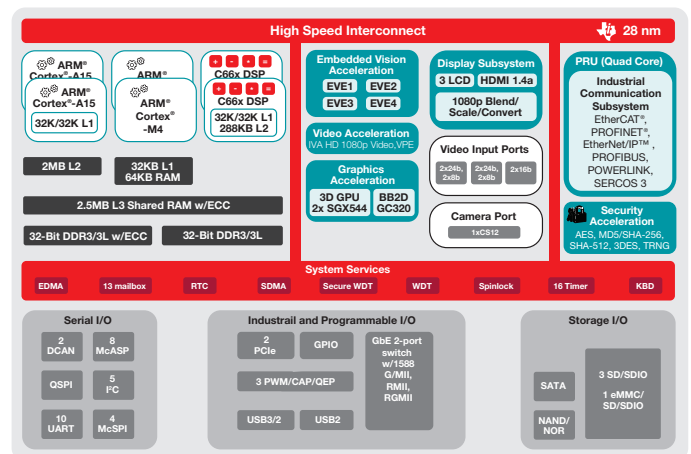 High Speed Interconnect
28 nm
ARM®
Cortex®-A15
ARM®
Cortex®-A15
32K/32K L1
ARM®
ARM®
Cortex®
-M4
+ - • =
C66x DSP
+ - • =
C66x DSP
32K/32K L1
288KB L2
2MB L2
32KB L1
64KB RAM
2.5MB L3 Shared RAM w/ECC
32-Bit DDR3/3L w/ECC
32-Bit DDR3/3L
Embedded Vision
Acceleration
EVE1
EVE2
EVE3
EVE4
Video Acceleration
IVA HD 1080p Video,VPE
Graphics
Acceleration
3D GPU
2x SGX544
BB2D
GC320
Display Subsystem
3 LCD
HDMI 1.4a
1080p Blend/
Scale/Convert
Video Input Ports
2x24b,
2x8b
2x24b,
2x8b
2x16b
Camera Port
1xCS12
PRU (Quad Core)
Industrial
Communication
Subsystem
EtherCAT®,
PROFINET®,
EtherNet/IP™ ,
PROFIBUS,
POWERLINK,
SERCOS 3
Security
Acceleration
AES, MD5/SHA-256,
SHA-512, 3DES, TRNG
System Services
EDMA
13 mailbox
RTC
SDMA
Secure WDT
WDT
Spinlock
16 Timer
KBD
Serial I/O
2
DCAN
8
McASP
QSPI
5
I²C
10
UART
4
McSPI
Industrail and Programmable I/O
2
PCIe
GPIO
3 PWM/CAP/QEP
USB3/2
USB2
GbE 2-port
switch
w/1588
G/MII,
RMII,
RGMII
Storage I/O
SATA
NAND/
NOR
3 SD/SDIO
1 eMMC/
SD/SDIO